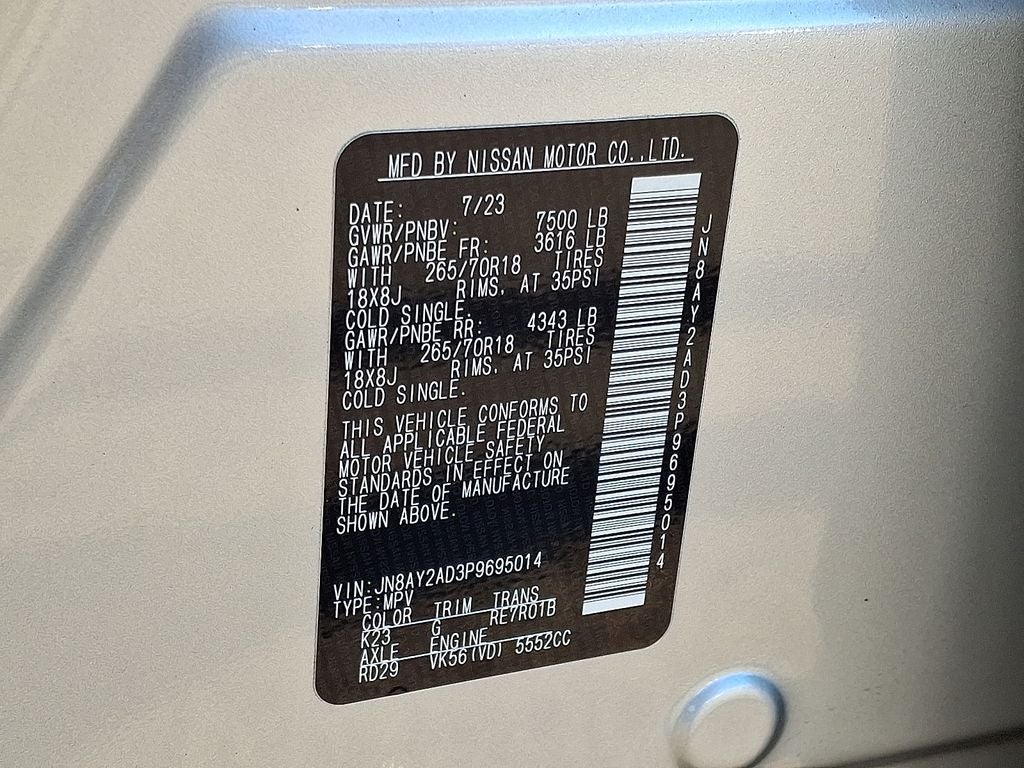 MFD BY NISSAN MOTOR CO.,LTD.
DATE: 7/23
GVWR/PNBV: 7500 LB
GAWR/PNBE FR: 3616 LB
WITH 265/70R18 TIRES
18X8J RIMS, AT 35PSI
COLD SINGLE.
GAWR/PNBE RR: 4343 LB
WITH 265/70R18 TIRES
18X8J RIMS, AT 35PSI
COLD SINGLE.
THIS VEHICLE CONFORMS TO
ALL APPLICABLE FEDERAL
MOTOR VEHICLE SAFETY
STANDARDS IN EFFECT ON
THE DATE OF MANUFACTURE
SHOWN ABOVE.
VIN:JN8AY2AD3P9695014
TYPE:MPV
COLOR TRIM TRANS
K23 G RE7R01B
AXLE ENGINE
RD29 VK56(VD) 5552CC
JN8AY2AD3P9695014